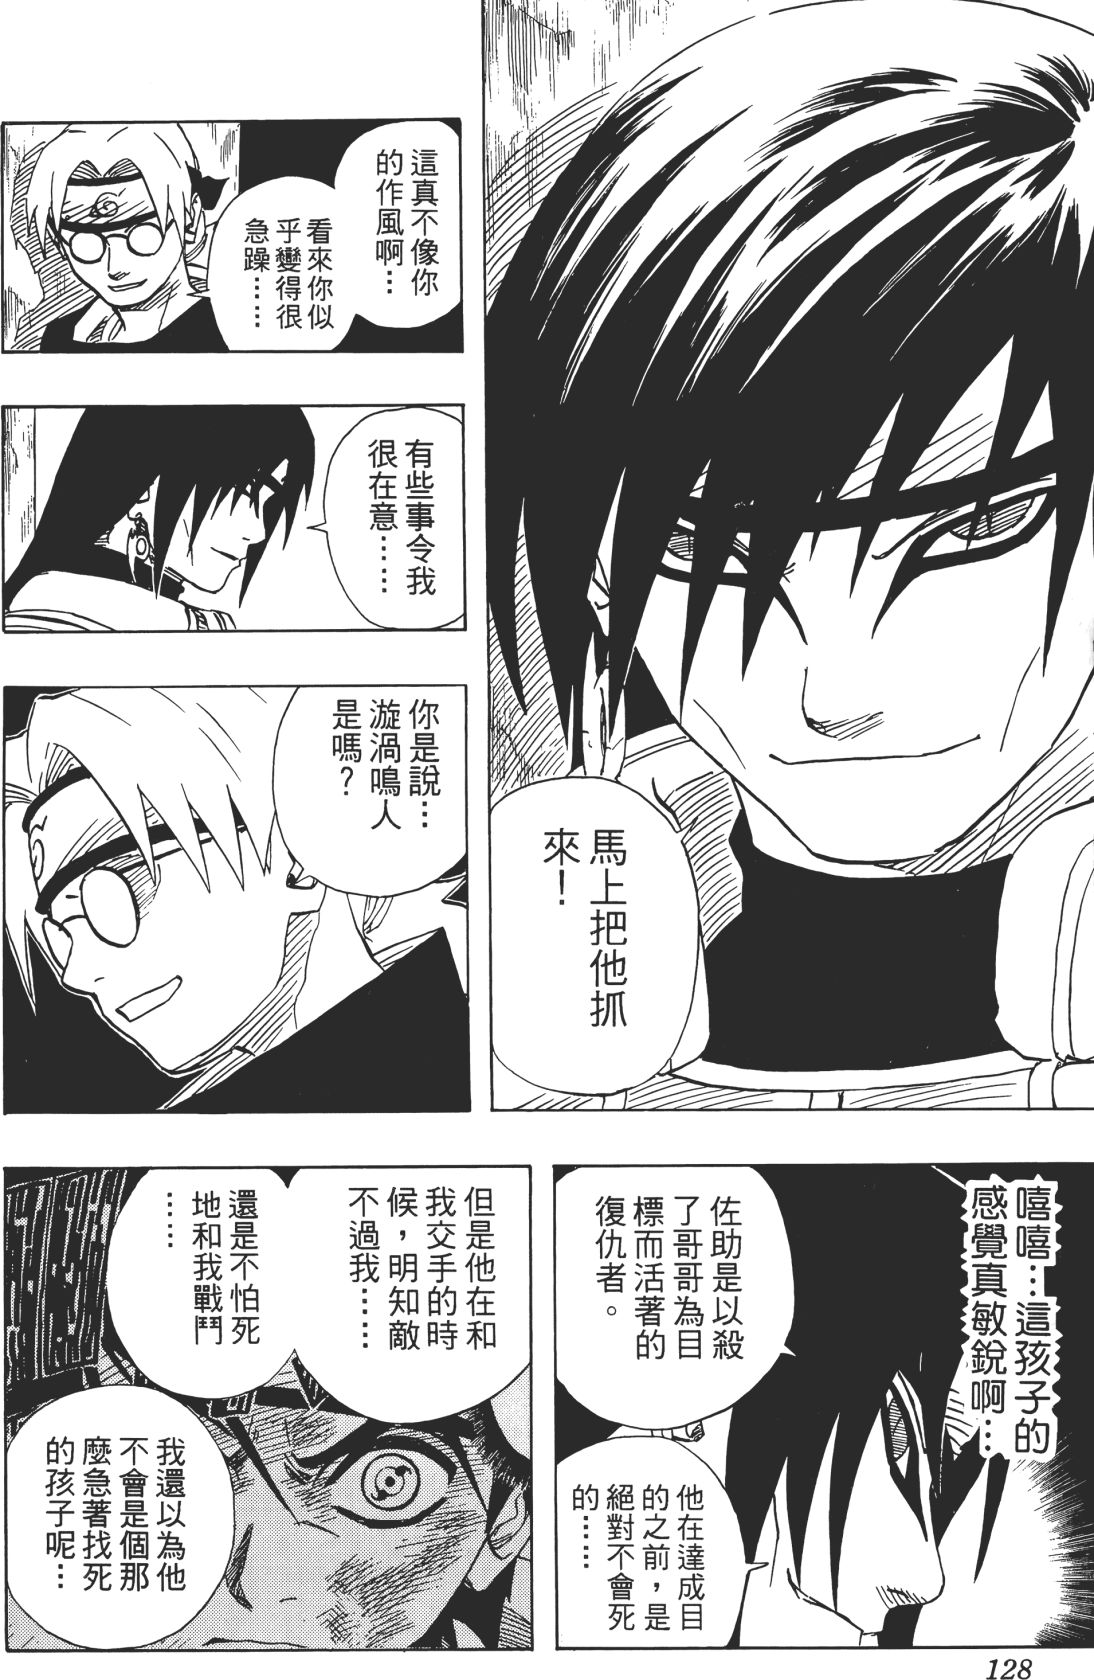 馬上把他抓
來！
這真不像你
的作風啊…
看來你似
乎變得很
急躁……
有些事令我
很在意……
你是說…
漩渦鳴人
是嗎？
嘻嘻…這孩子的
感覺真敏銳啊…
佐助是以殺
了哥哥為目
標而活著的
復仇者。
他在達成目
的之前，是
絕對不會死
的……
但是他在和
我交手的時
候，明知敵
不過我……
還是不怕死
地和我戰鬥
……
我還以為他
不會是個那
麼急著找死
的孩子呢…
128